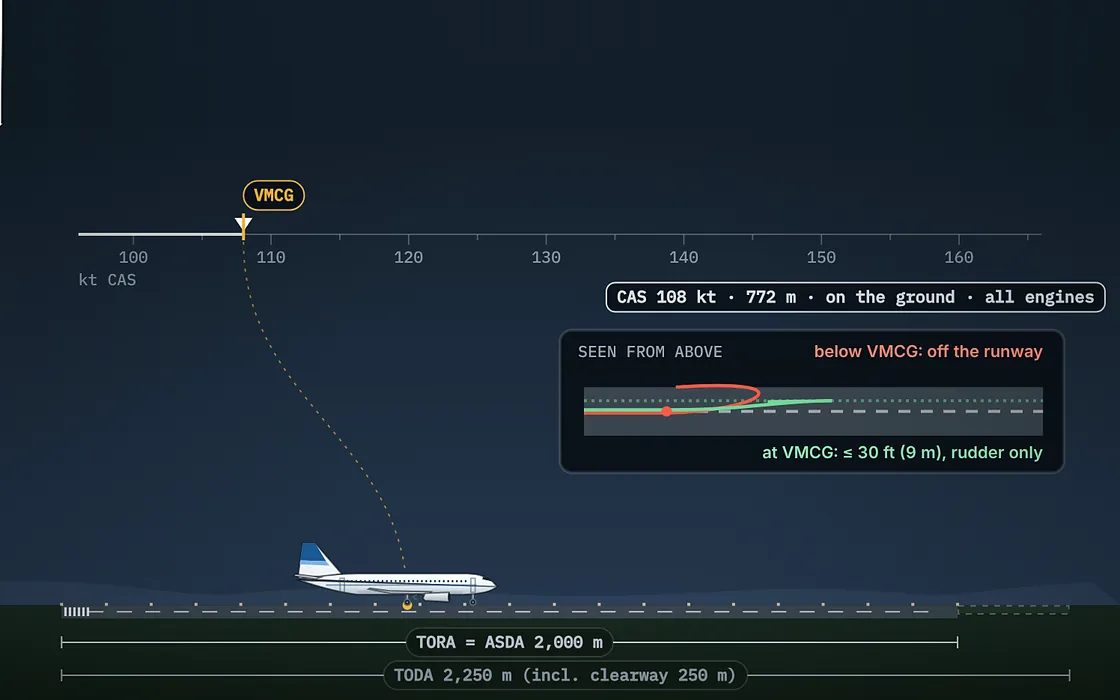 VMCG
100 110 120 130 140 150 160
kt CAS
CAS 108 kt · 772 m · on the ground · all engines
SEEN FROM ABOVE
below VMCG: off the runway
at VMCG: ≤ 30 ft (9 m), rudder only
TORA = ASDA 2,000 m
TODA 2,250 m (incl. clearway 250 m)